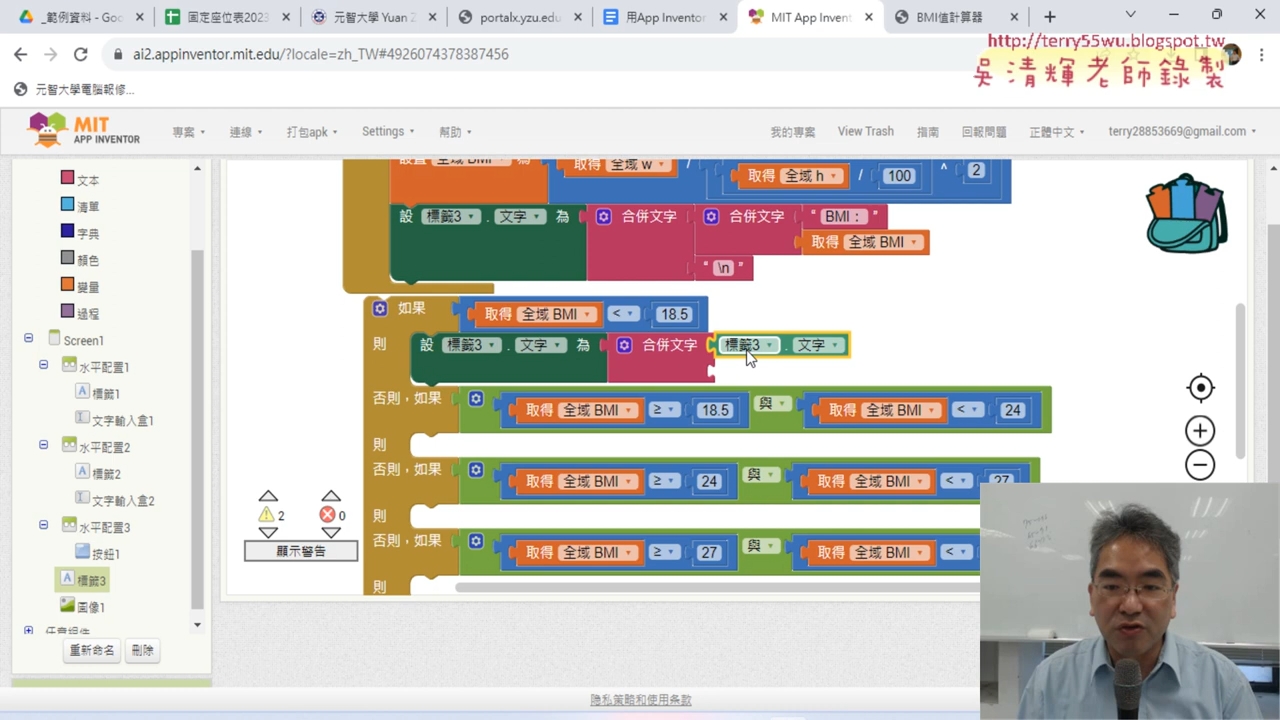 _範例資料 - Goo
固定座位表2023
元智大學 Yuan Z
portalx.yzu.edu
用App Inventor
MIT App Inventor
BMI值計算器
http://terry55wu.blogspot.tw
ai2.appinventor.mit.edu/?locale=zh_TW#4926074378387456
吳清輝老師錄製
元智大學電腦報修...
MIT
APP INVENTOR
專案
連線
打包apk
Settings
幫助
我的專案
View Trash
指南
回報問題
正體中文
terry28853669@gmail.com
文本
清單
字典
顏色
變量
過程
Screen1
水平配置1
標籤1
文字輸入盒1
水平配置2
標籤2
文字輸入盒2
水平配置3
按鈕1
標籤3
圖像1
任意組件
重新命名
刪除
設置 全域 BMI 為 取得 全域 w /
取得 全域 h / 100 ^ 2
設 標籤3 . 文字 為 合併文字 合併文字 " BMI： "
取得 全域 BMI
" \n "
如果 取得 全域 BMI < 18.5
則 設 標籤3 . 文字 為 合併文字 標籤3 . 文字
否則，如果 取得 全域 BMI ≥ 18.5 與 取得 全域 BMI < 24
則
否則，如果 取得 全域 BMI ≥ 24 與 取得 全域 BMI < 27
則
否則，如果 取得 全域 BMI ≥ 27 與 取得 全域 BMI <
則
2
0
顯示警告
隐私策略和使用条款